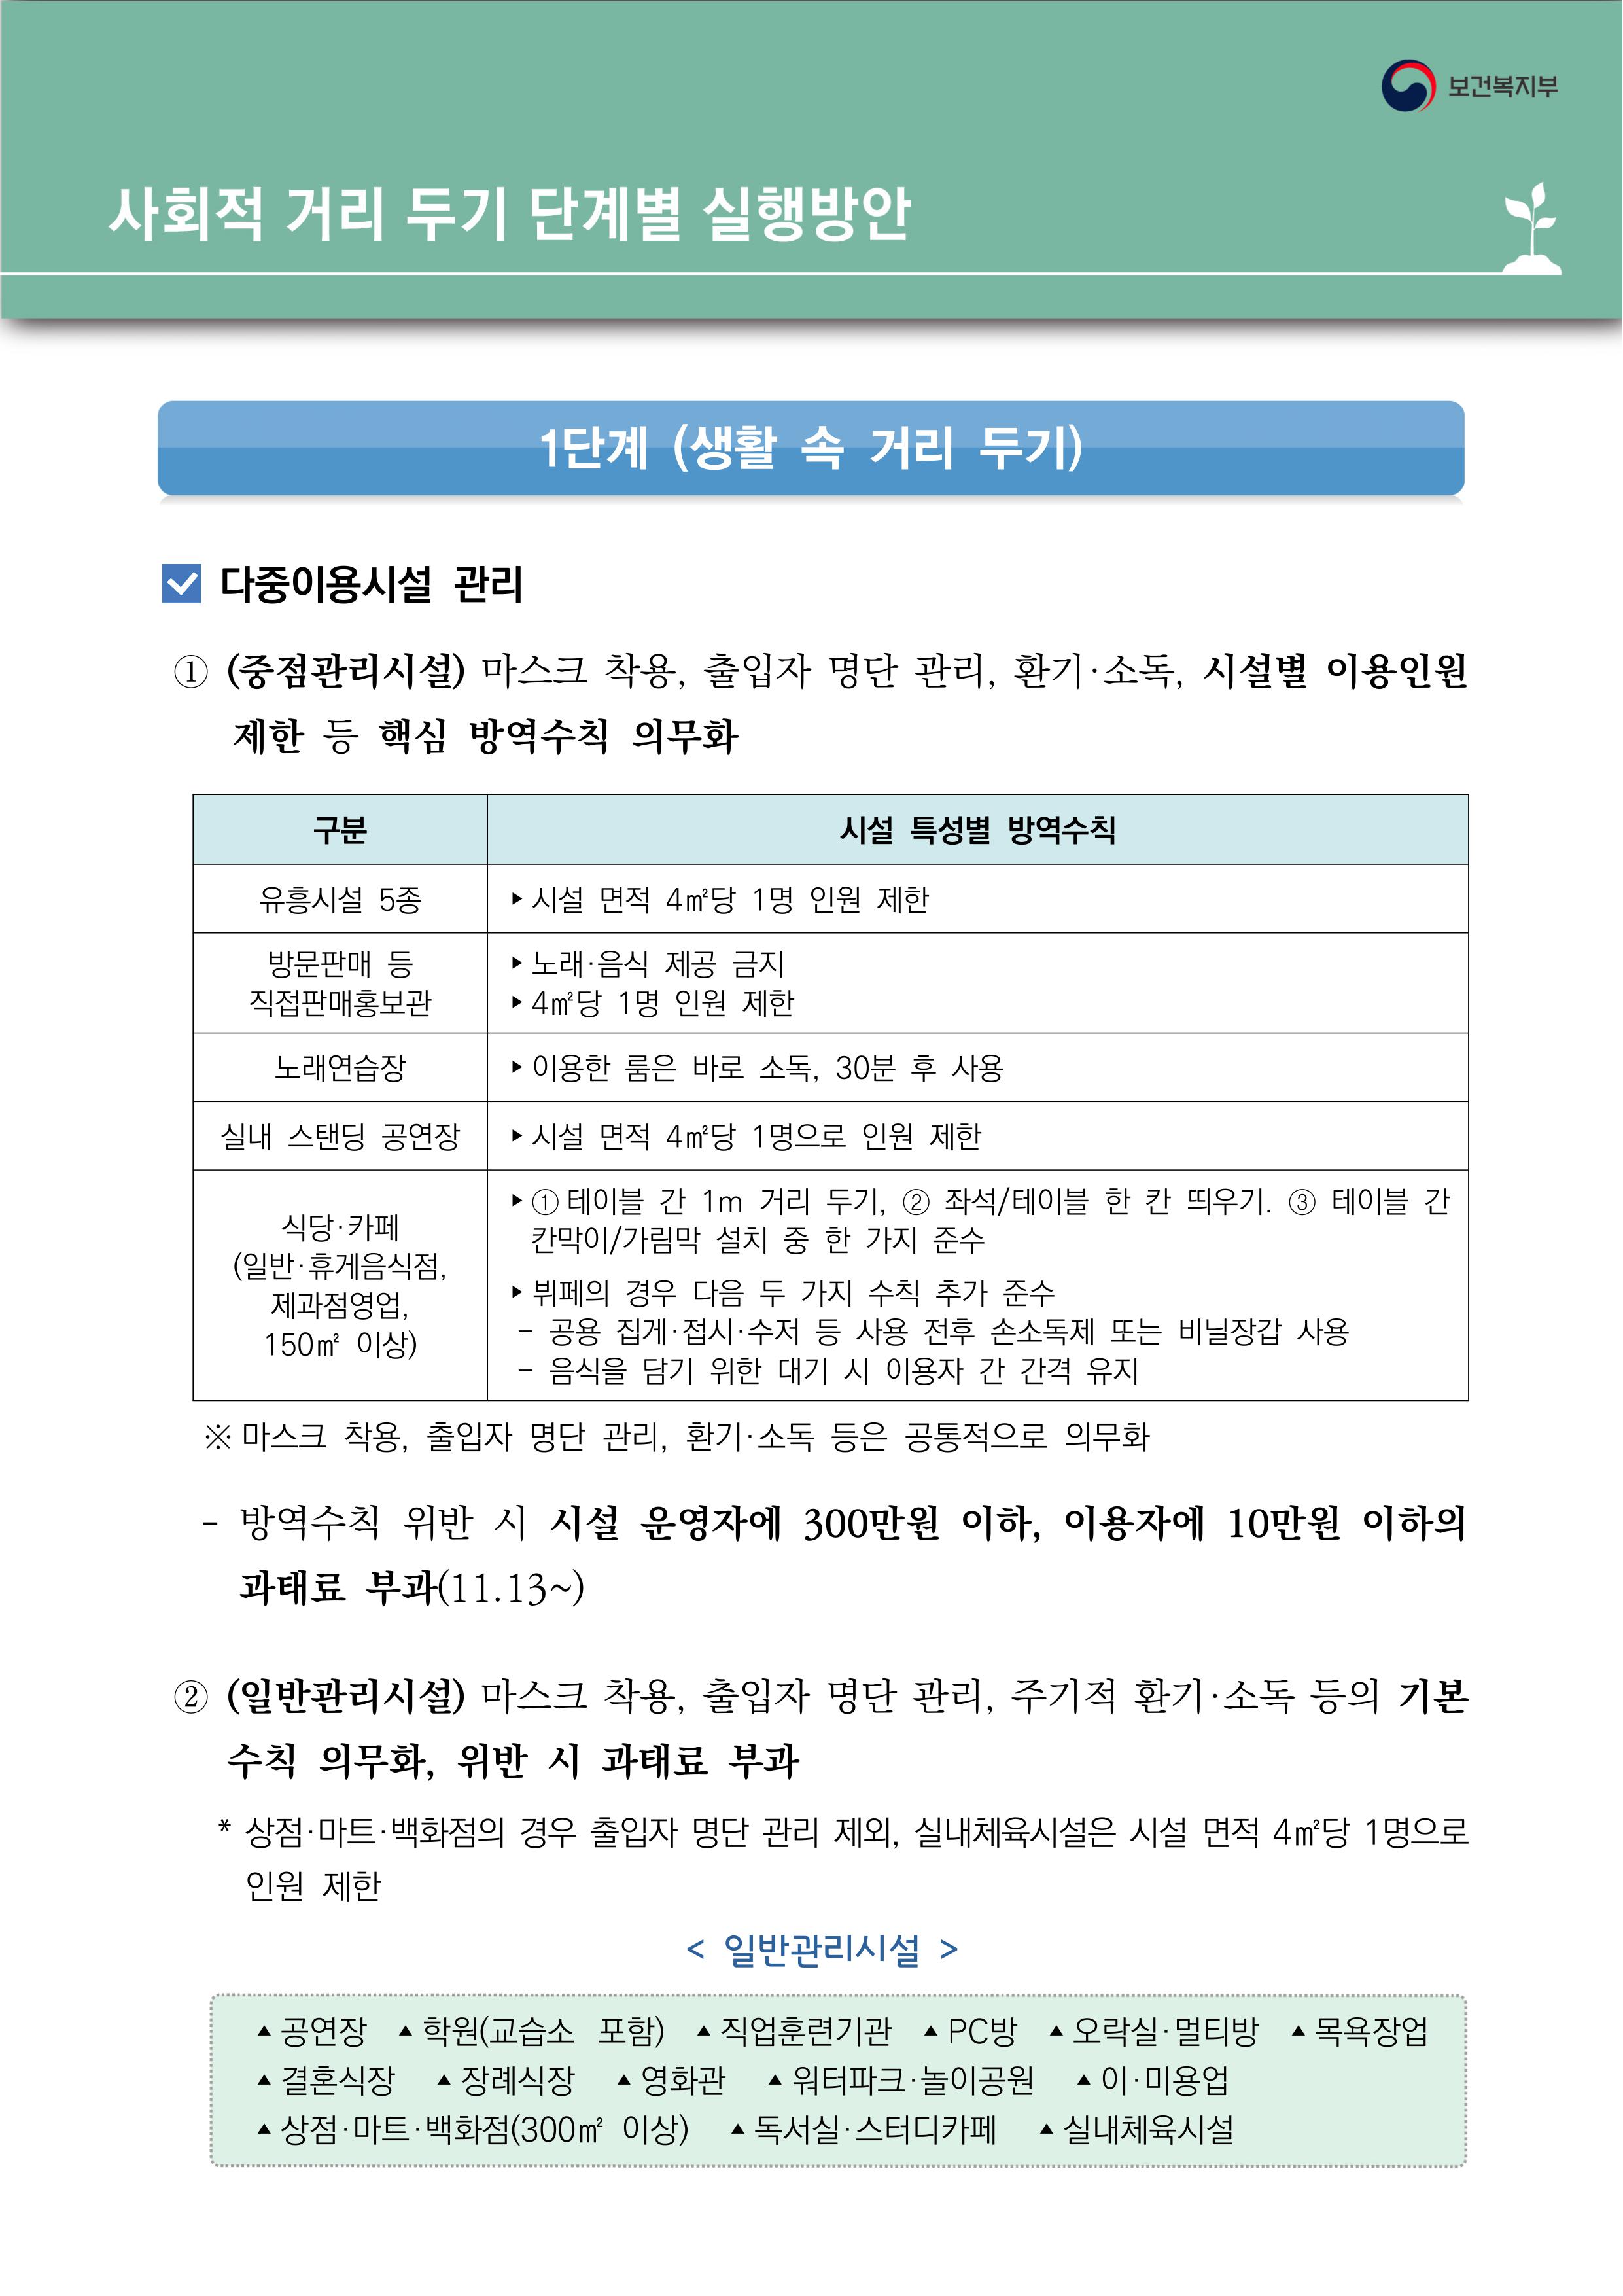 보건복지부
사회적 거리 두기 단계별 실행방안
1단계 (생활 속 거리 두기)
다중이용시설 관리
① (중점관리시설) 마스크 착용, 출입자 명단 관리, 환기·소독, 시설별 이용인원
제한 등 핵심 방역수칙 의무화
구분
시설 특성별 방역수칙
유흥시설 5종
▸시설 면적 4㎡당 1명 인원 제한
방문판매 등
직접판매홍보관
▸노래·음식 제공 금지
▸4㎡당 1명 인원 제한
노래연습장
▸이용한 룸은 바로 소독, 30분 후 사용
실내 스탠딩 공연장
▸시설 면적 4㎡당 1명으로 인원 제한
식당·카페
(일반·휴게음식점,
제과점영업,
150㎡ 이상)
▸①테이블 간 1m 거리 두기, ② 좌석/테이블 한 칸 띄우기. ③ 테이블 간
칸막이/가림막 설치 중 한 가지 준수
▸뷔페의 경우 다음 두 가지 수칙 추가 준수
- 공용 집게·접시·수저 등 사용 전후 손소독제 또는 비닐장갑 사용
- 음식을 담기 위한 대기 시 이용자 간 간격 유지
※ 마스크 착용, 출입자 명단 관리, 환기·소독 등은 공통적으로 의무화
- 방역수칙 위반 시 시설 운영자에 300만원 이하, 이용자에 10만원 이하의
과태료 부과(11.13~)
② (일반관리시설) 마스크 착용, 출입자 명단 관리, 주기적 환기·소독 등의 기본
수칙 의무화, 위반 시 과태료 부과
* 상점·마트·백화점의 경우 출입자 명단 관리 제외, 실내체육시설은 시설 면적 4㎡당 1명으로
인원 제한
< 일반관리시설 >
▲ 공연장 ▲ 학원(교습소 포함) ▲ 직업훈련기관 ▲ PC방 ▲ 오락실·멀티방 ▲ 목욕장업
▲ 결혼식장 ▲ 장례식장 ▲ 영화관 ▲ 워터파크·놀이공원 ▲ 이·미용업
▲ 상점·마트·백화점(300㎡ 이상) ▲ 독서실·스터디카페 ▲ 실내체육시설